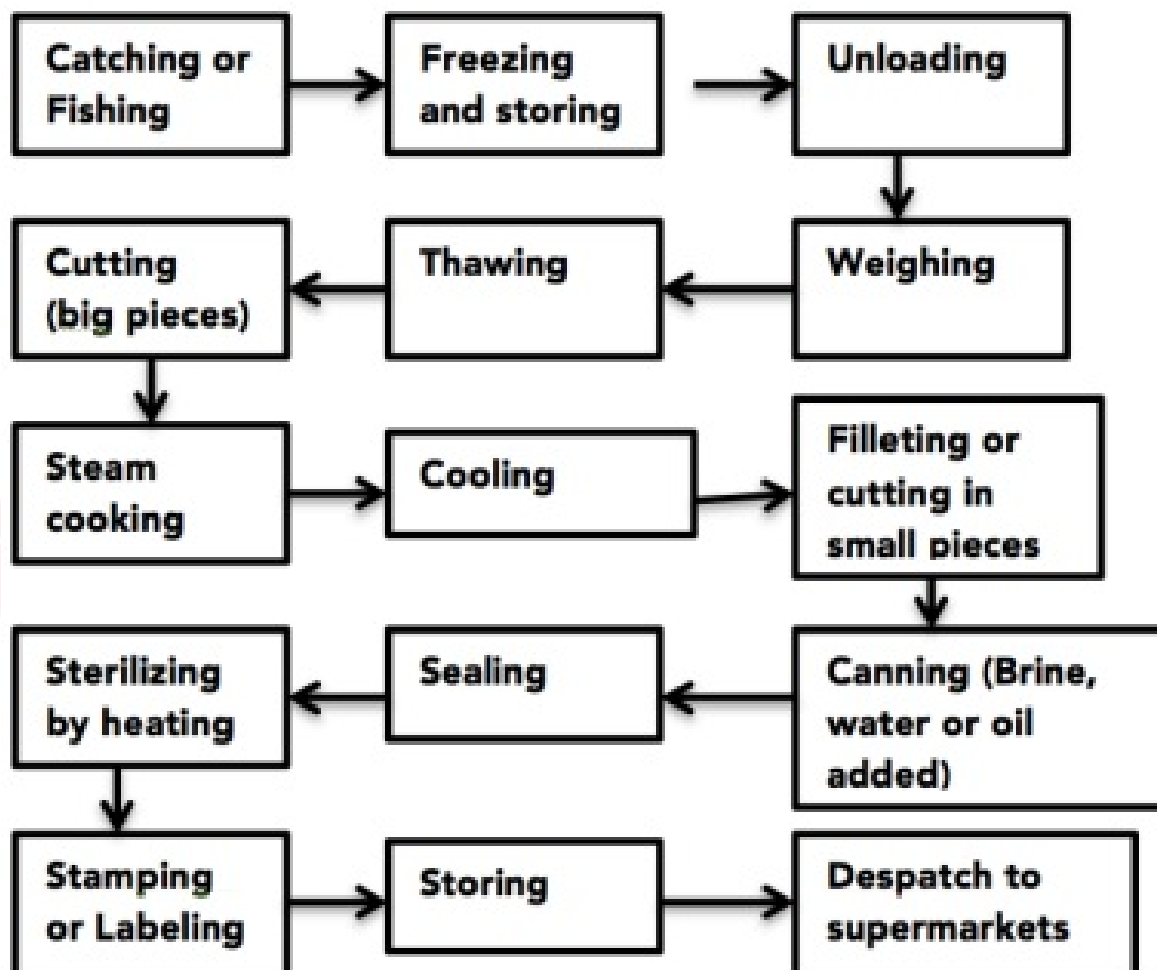 Catching or
Fishing
Freezing
and storing
Unloading
Weighing
Thawing
Cutting
(big pieces)
Steam
cooking
Cooling
Filleting or
cutting in
small pieces
Canning (Brine,
water or oil
added)
Sealing
Sterilizing
by heating
Stamping
or Labeling
Storing
Despatch to
supermarkets